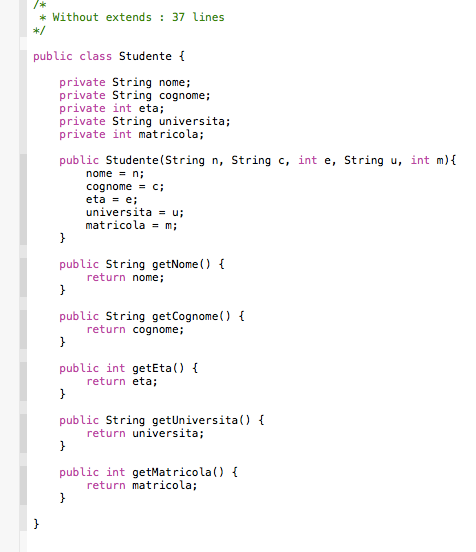 /*
 * Without extends : 37 lines
*/

public class Studente {

    private String nome;
    private String cognome;
    private int eta;
    private String universita;
    private int matricola;

    public Studente(String n, String c, int e, String u, int m){
        nome = n;
        cognome = c;
        eta = e;
        universita = u;
        matricola = m;
    }

    public String getNome() {
        return nome;
    }

    public String getCognome() {
        return cognome;
    }

    public int getEta() {
        return eta;
    }

    public String getUniversita() {
        return universita;
    }

    public int getMatricola() {
        return matricola;
    }

}